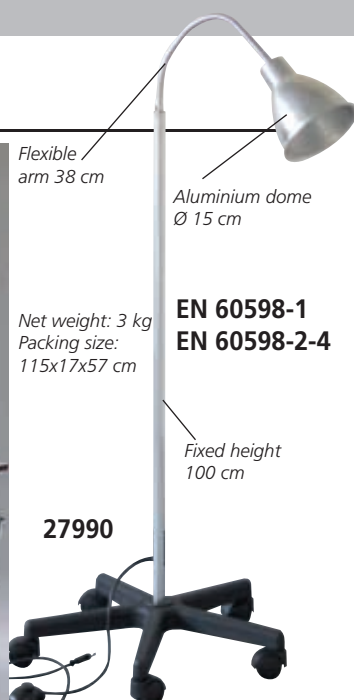 Flexible
arm 38 cm
Aluminium dome
Ø 15 cm
Net weight: 3 kg
Packing size:
115x17x57 cm
EN 60598-1
EN 60598-2-4
Fixed height
100 cm
27990